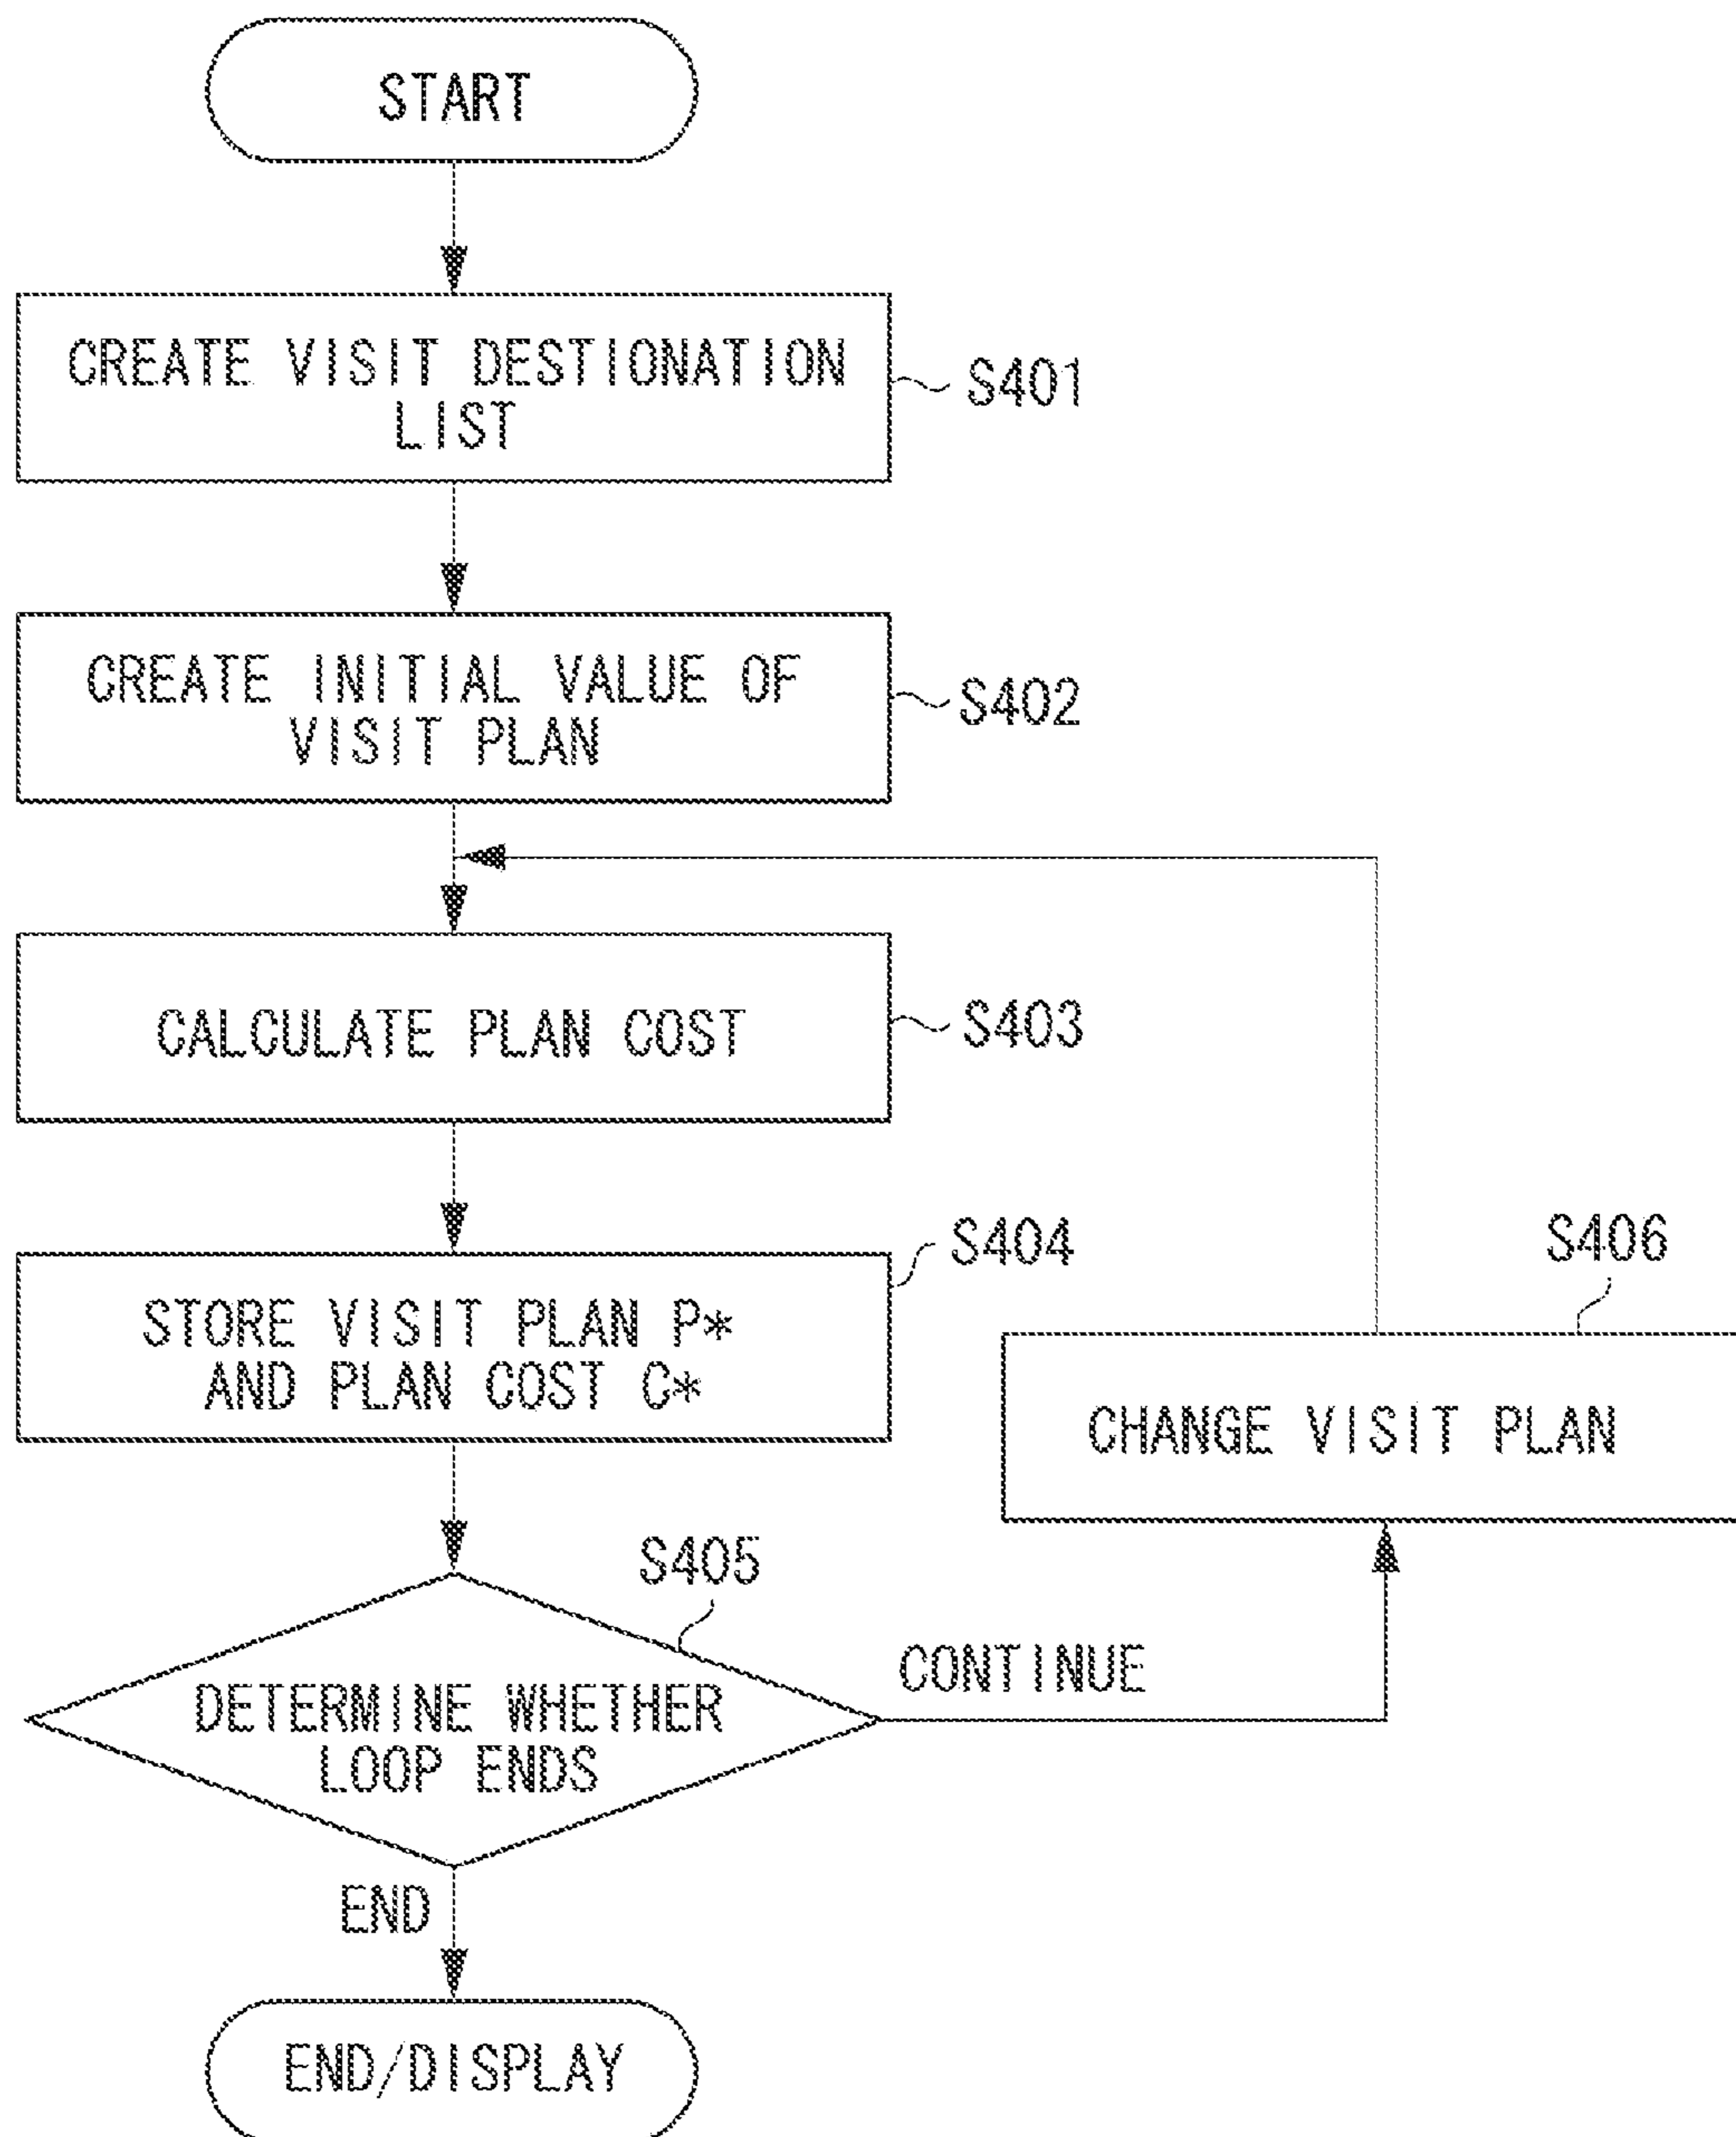 START
CREATE VISIT DESTIONATION
LIST
S401
CREATE INITIAL VALUE OF
VISIT PLAN
S402
CALCULATE PLAN COST
S403
STORE VISIT PLAN P*
AND PLAN COST C*
S404
S406
CHANGE VISIT PLAN
S405
DETERMINE WHETHER
LOOP ENDS
CONTINUE
END
END/DISPLAY